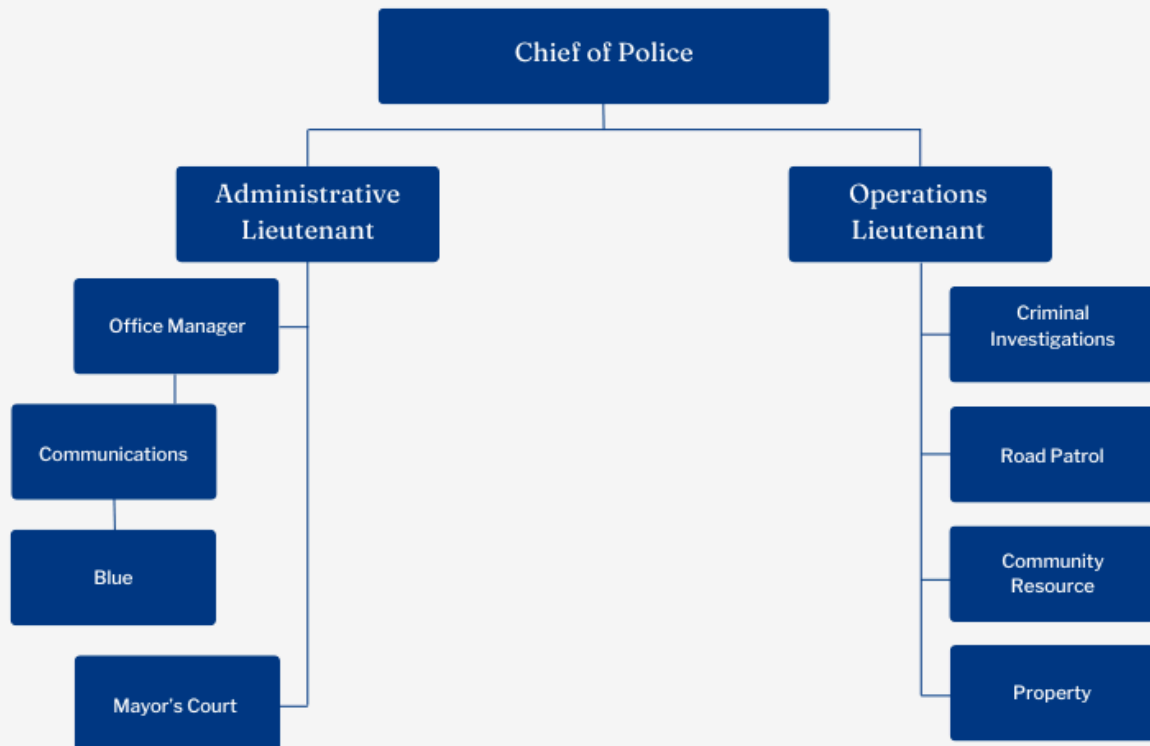 Chief of Police
Administrative
Lieutenant
Operations
Lieutenant
Office Manager
Communications
Blue
Mayor's Court
Criminal
Investigations
Road Patrol
Community
Resource
Property